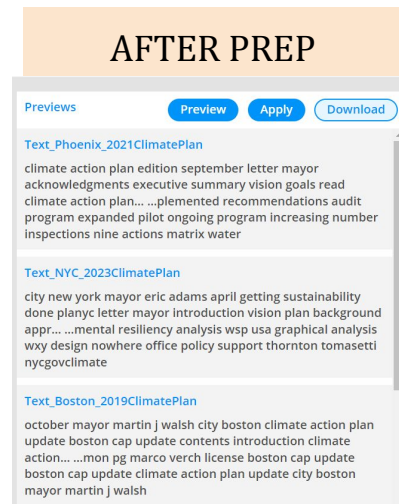 AFTER PREP
Previews
Preview
Apply
Download
Text_Phoenix_2021ClimatePlan
climate action plan edition september letter mayor
acknowledgments executive summary vision goals read
climate action plan... ...plemented recommendations audit
program expanded pilot ongoing program increasing number
inspections nine actions matrix water
Text_NYC_2023ClimatePlan
city new york mayor eric adams april getting sustainability
done planyc letter mayor introduction vision plan background
appr... ...mental resiliency analysis wsp usa graphical analysis
wxy design nowhere office policy support thornton tomasetti
nycgovclimate
Text_Boston_2019ClimatePlan
october mayor martin j walsh city boston climate action plan
update boston cap update contents introduction climate
action... ...mon pg marco verch license boston cap update
boston cap update climate action plan update city boston
mayor martin j walsh